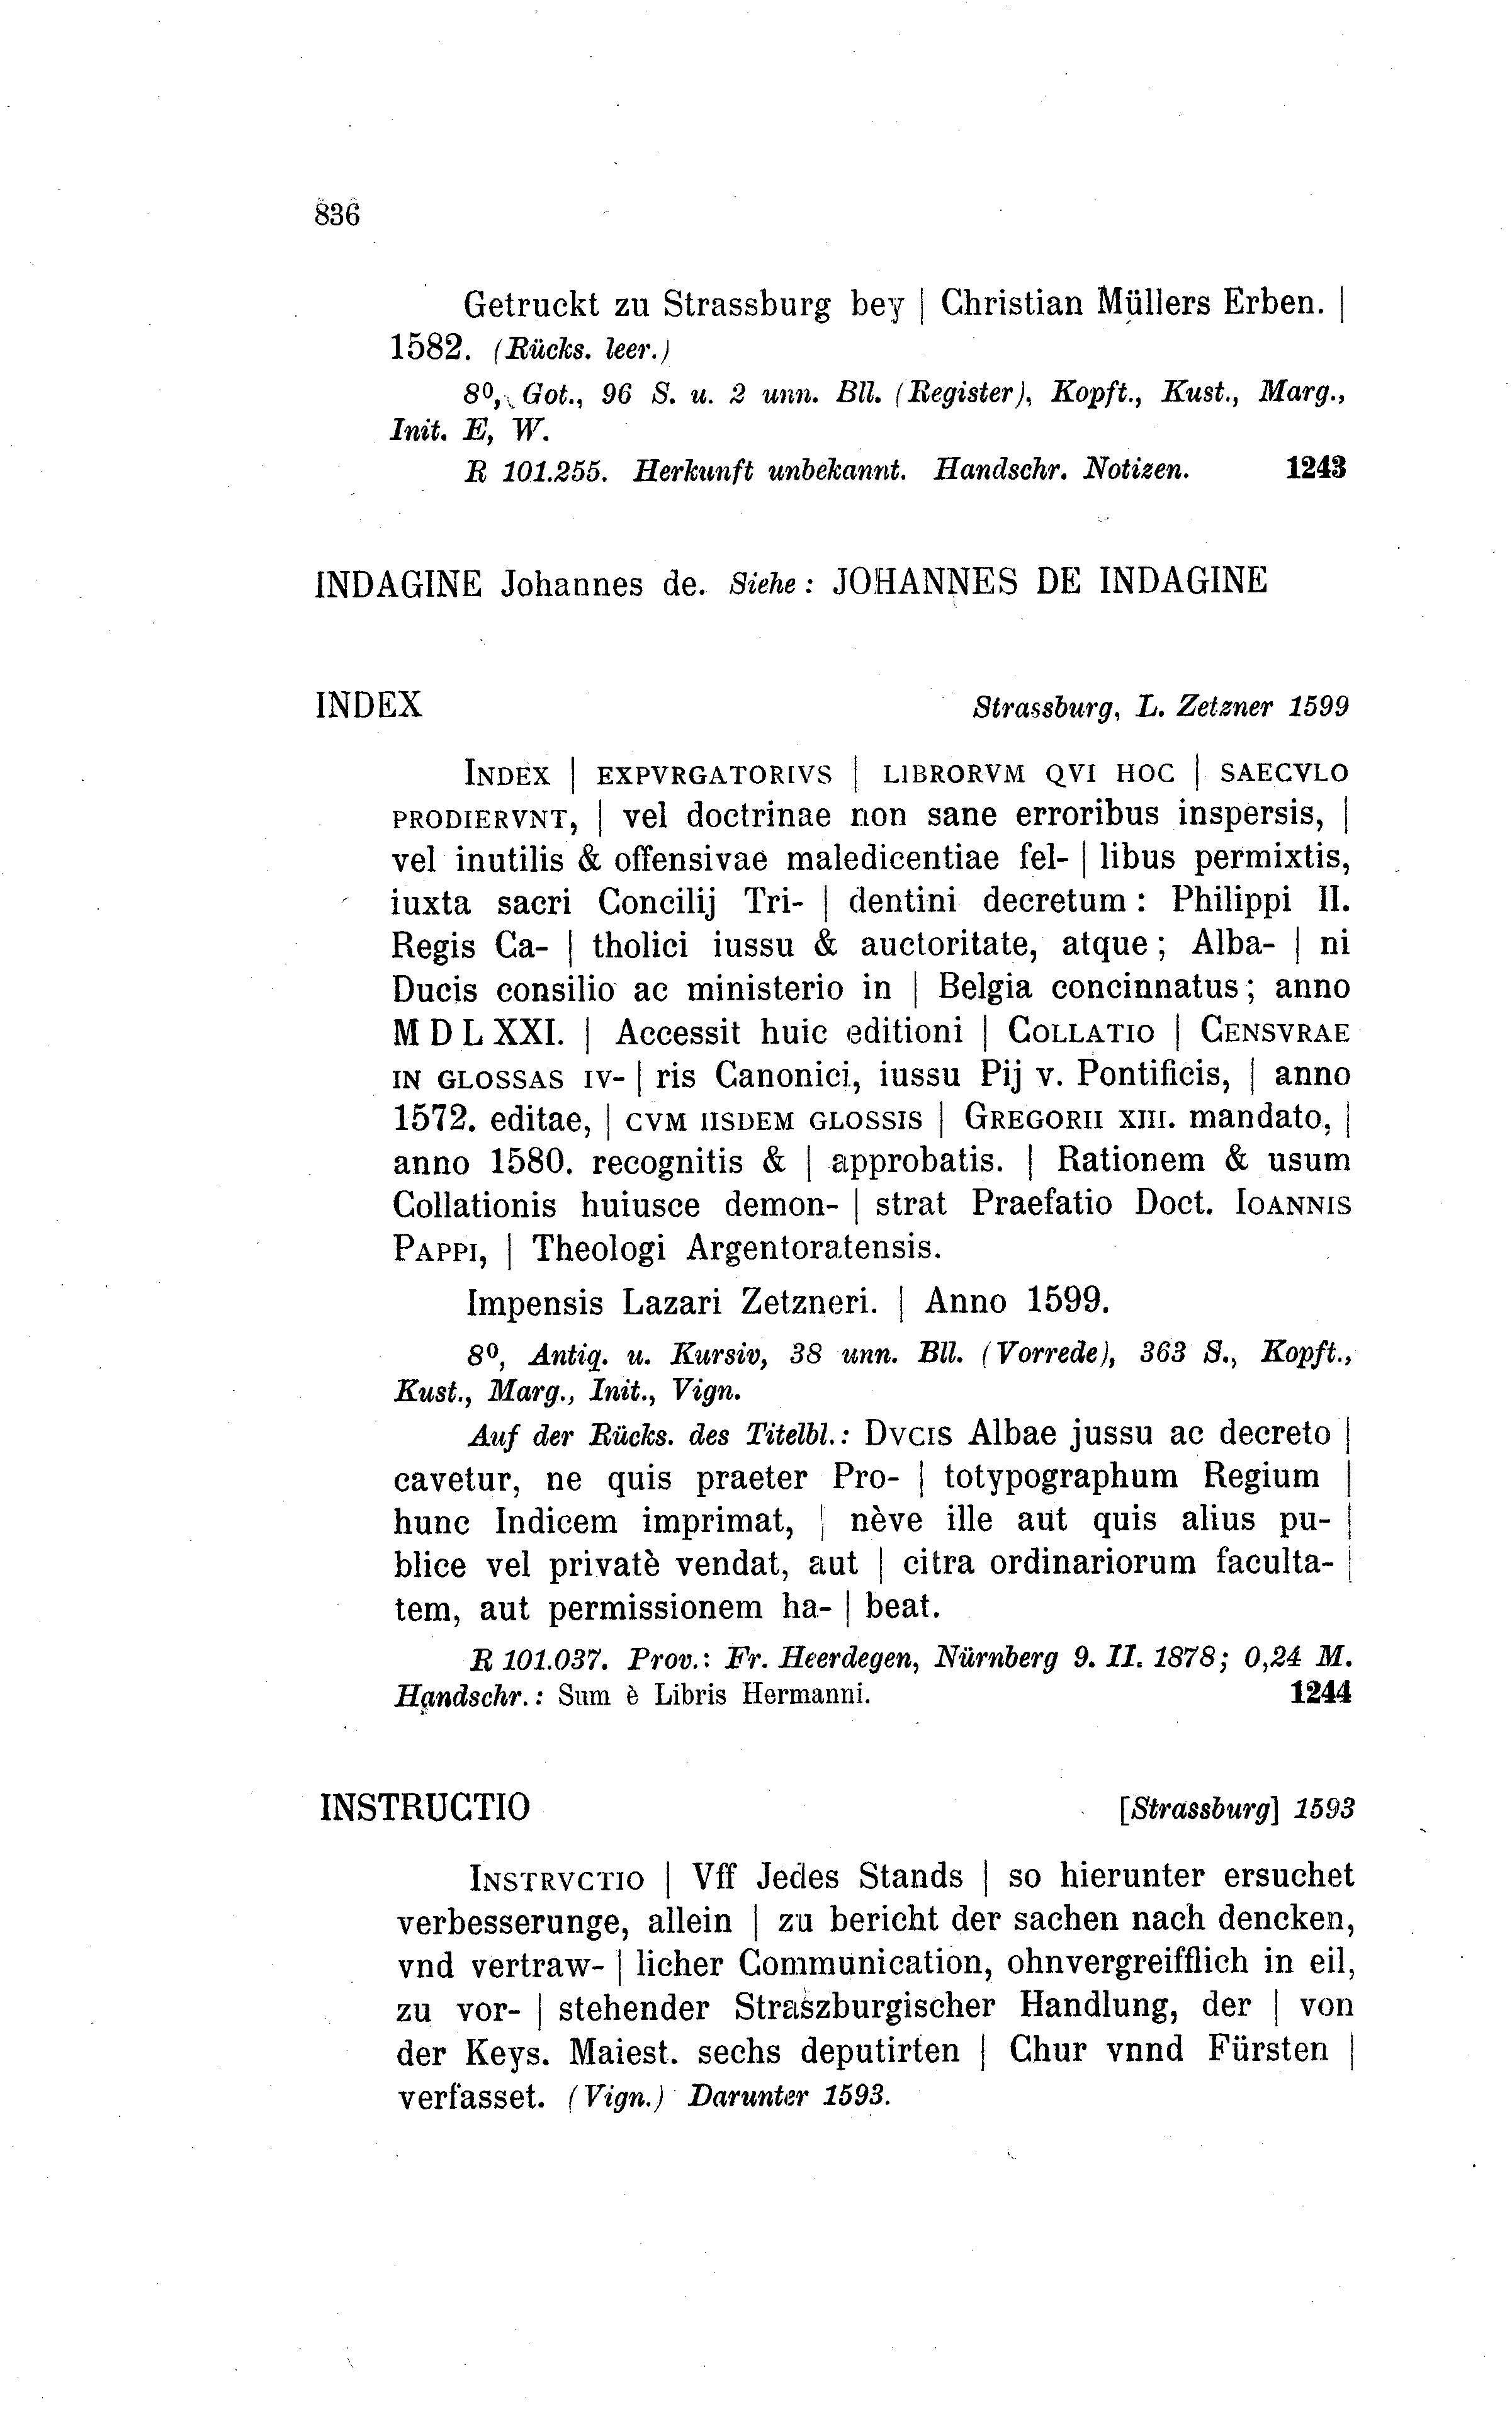 836
Getruckt zu Strassburg bey | Christian Müllers Erben. |
1582. (Rücks. leer.)
8⁰, Got., 96 S. u. 2 unn. Bll. (Register), Kopft., Kust., Marg.,
Init. E, W.
R 101.255. Herkunft unbekannt. Handschr. Notizen. 1243
INDAGINE Johannes de. Siehe: JOHANNES DE INDAGINE
INDEX Strassburg, L. Zetzner 1599
INDEX | EXPVRGATORIVS | LIBRORVM QVI HOC | SAECVLO
PRODIERVNT, | vel doctrinae non sane erroribus inspersis, |
vel inutilis & offensivae maledicentiae fel- | libus permixtis,
iuxta sacri Concilij Tri- | dentini decretum : Philippi II.
Regis Ca- | tholici iussu & auctoritate, atque ; Alba- | ni
Ducis consilio ac ministerio in | Belgia concinnatus ; anno
M D L XXI. | Accessit huic editioni | COLLATIO | CENSVRAE
IN GLOSSAS IV- | ris Canonici, iussu Pij v. Pontificis, | anno
1572. editae, | CVM IISDEM GLOSSIS | GREGORII XIII. mandato, |
anno 1580. recognitis & | approbatis. | Rationem & usum
Collationis huiusce demon- | strat Praefatio Doct. IOANNIS
PAPPI, | Theologi Argentoratensis.
Impensis Lazari Zetzneri. | Anno 1599.
8⁰, Antiq. u. Kursiv, 38 unn. Bll. (Vorrede), 363 S., Kopft.,
Kust., Marg., Init., Vign.
Auf der Rücks. des Titelbl.: DVCIS Albae jussu ac decreto |
cavetur, ne quis praeter Pro- | totypographum Regium |
hunc Indicem imprimat, | nève ille aut quis alius pu- |
blice vel privatè vendat, aut | citra ordinariorum faculta- |
tem, aut permissionem ha- | beat.
R 101.037. Prov.: Fr. Heerdegen, Nürnberg 9. II. 1878; 0,24 M.
Handschr.: Sum è Libris Hermanni. 1244
INSTRUCTIO [Strassburg] 1593
INSTRVCTIO | Vff Jedes Stands | so hierunter ersuchet
verbesserunge, allein | zu bericht der sachen nach dencken,
vnd vertraw- | licher Communication, ohnvergreifflich in eil,
zu vor- | stehender Straszburgischer Handlung, der | von
der Keys. Maiest. sechs deputirten | Chur vnnd Fürsten |
verfasset. (Vign.) Darunter 1593.